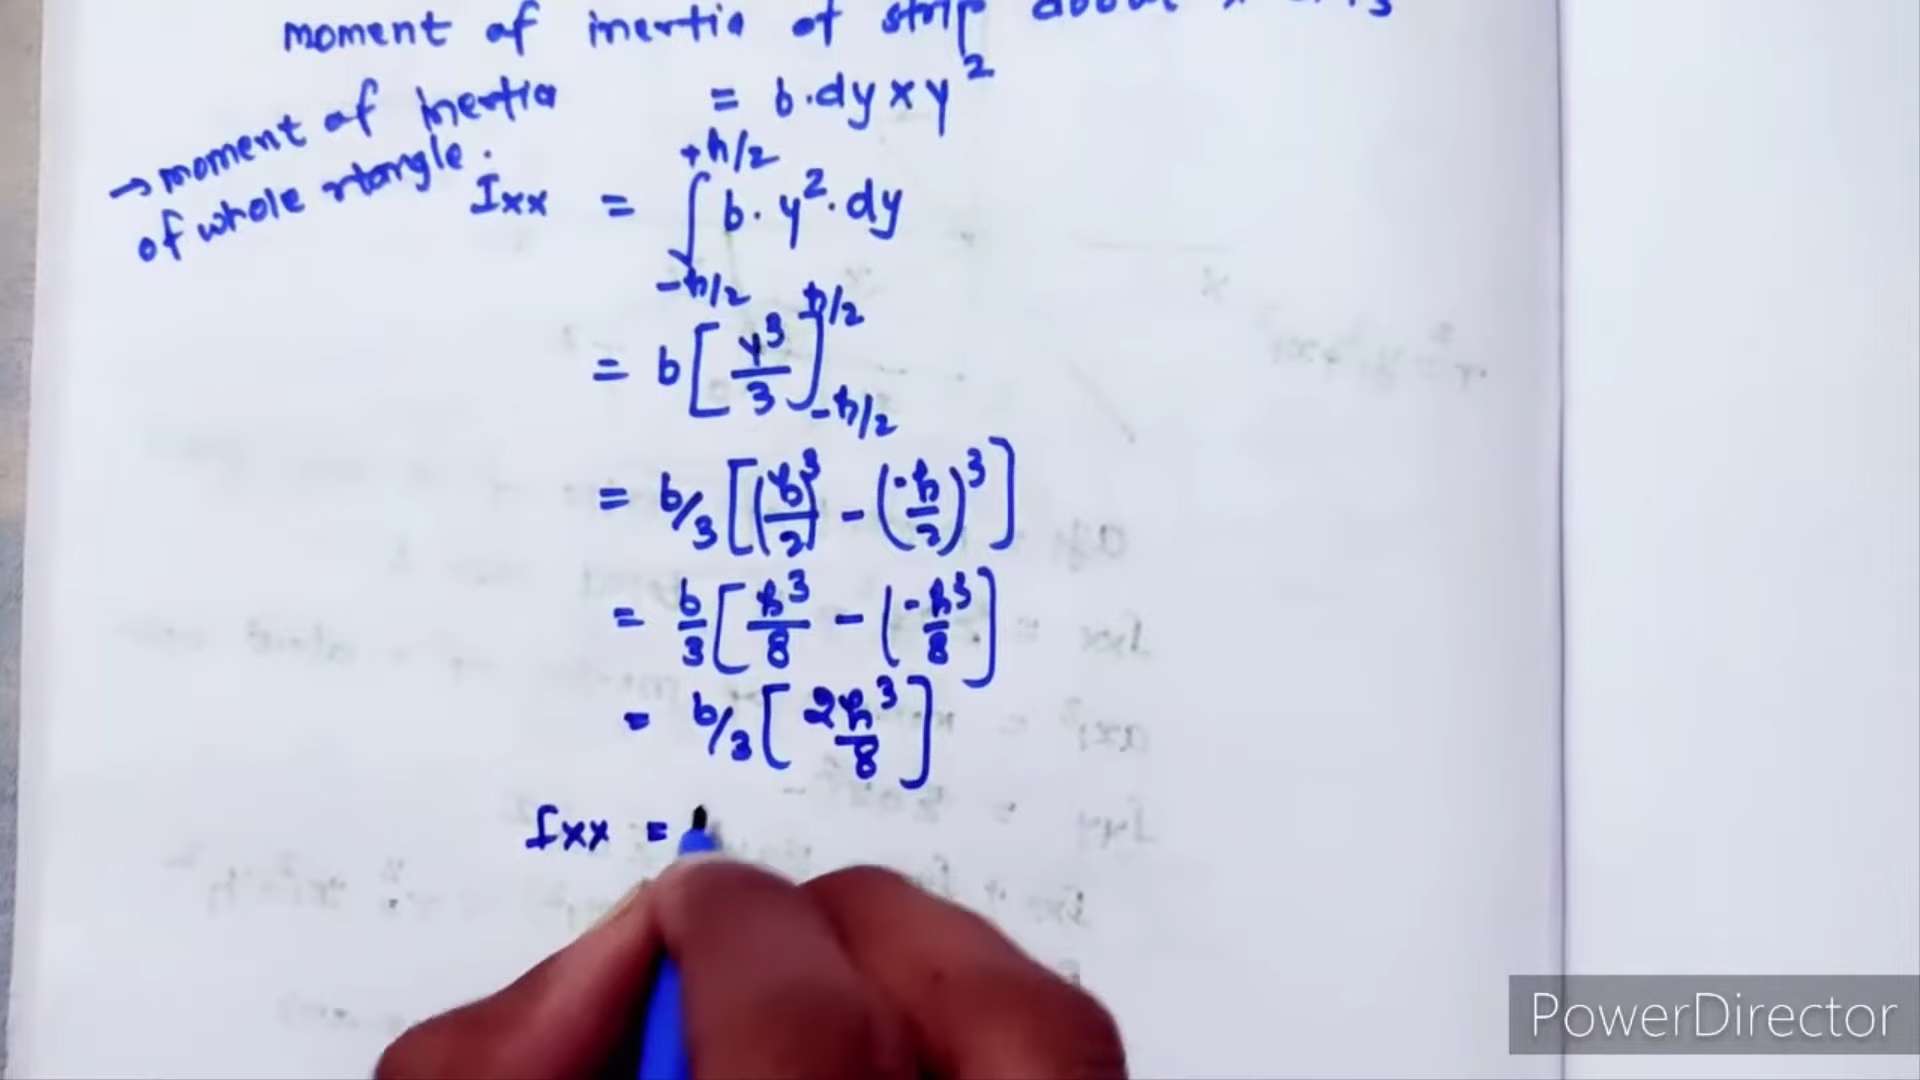 moment of inertia of strip about x
= b.dy x y²
→ moment of inertia
of whole rtangle.
Ixx = ∫ +h/2 -h/2 b. y². dy
= b [y³/3] h/2 -h/2
= b/3 [(h/2)³ - (-h/2)³]
= b/3 [h³/8 - (-h³/8]
= b/3 [2h³/8]
Ixx =
PowerDirector